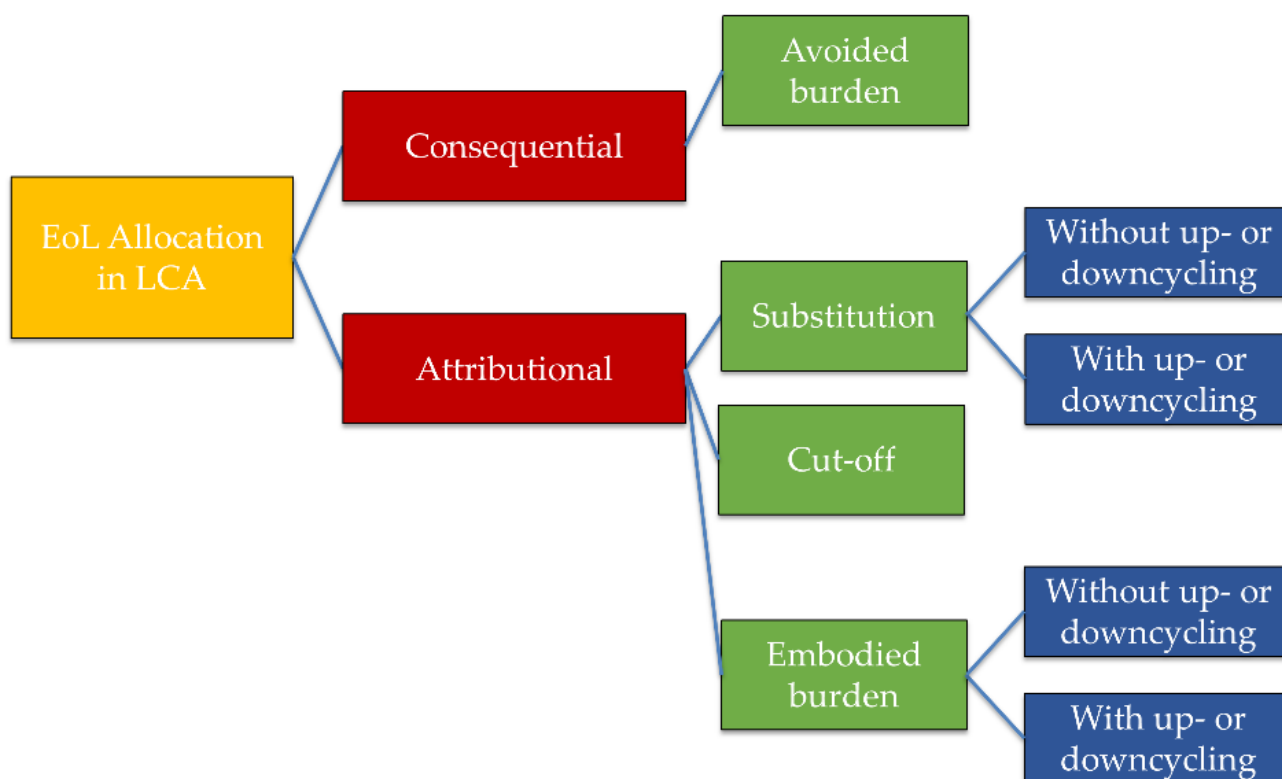 Avoided
burden
Consequential
EoL Allocation
in LCA
Without up- or
downcycling
Substitution
With up- or
downcycling
Attributional
Cut-off
Without up- or
downcycling
Embodied
burden
With up- or
downcycling